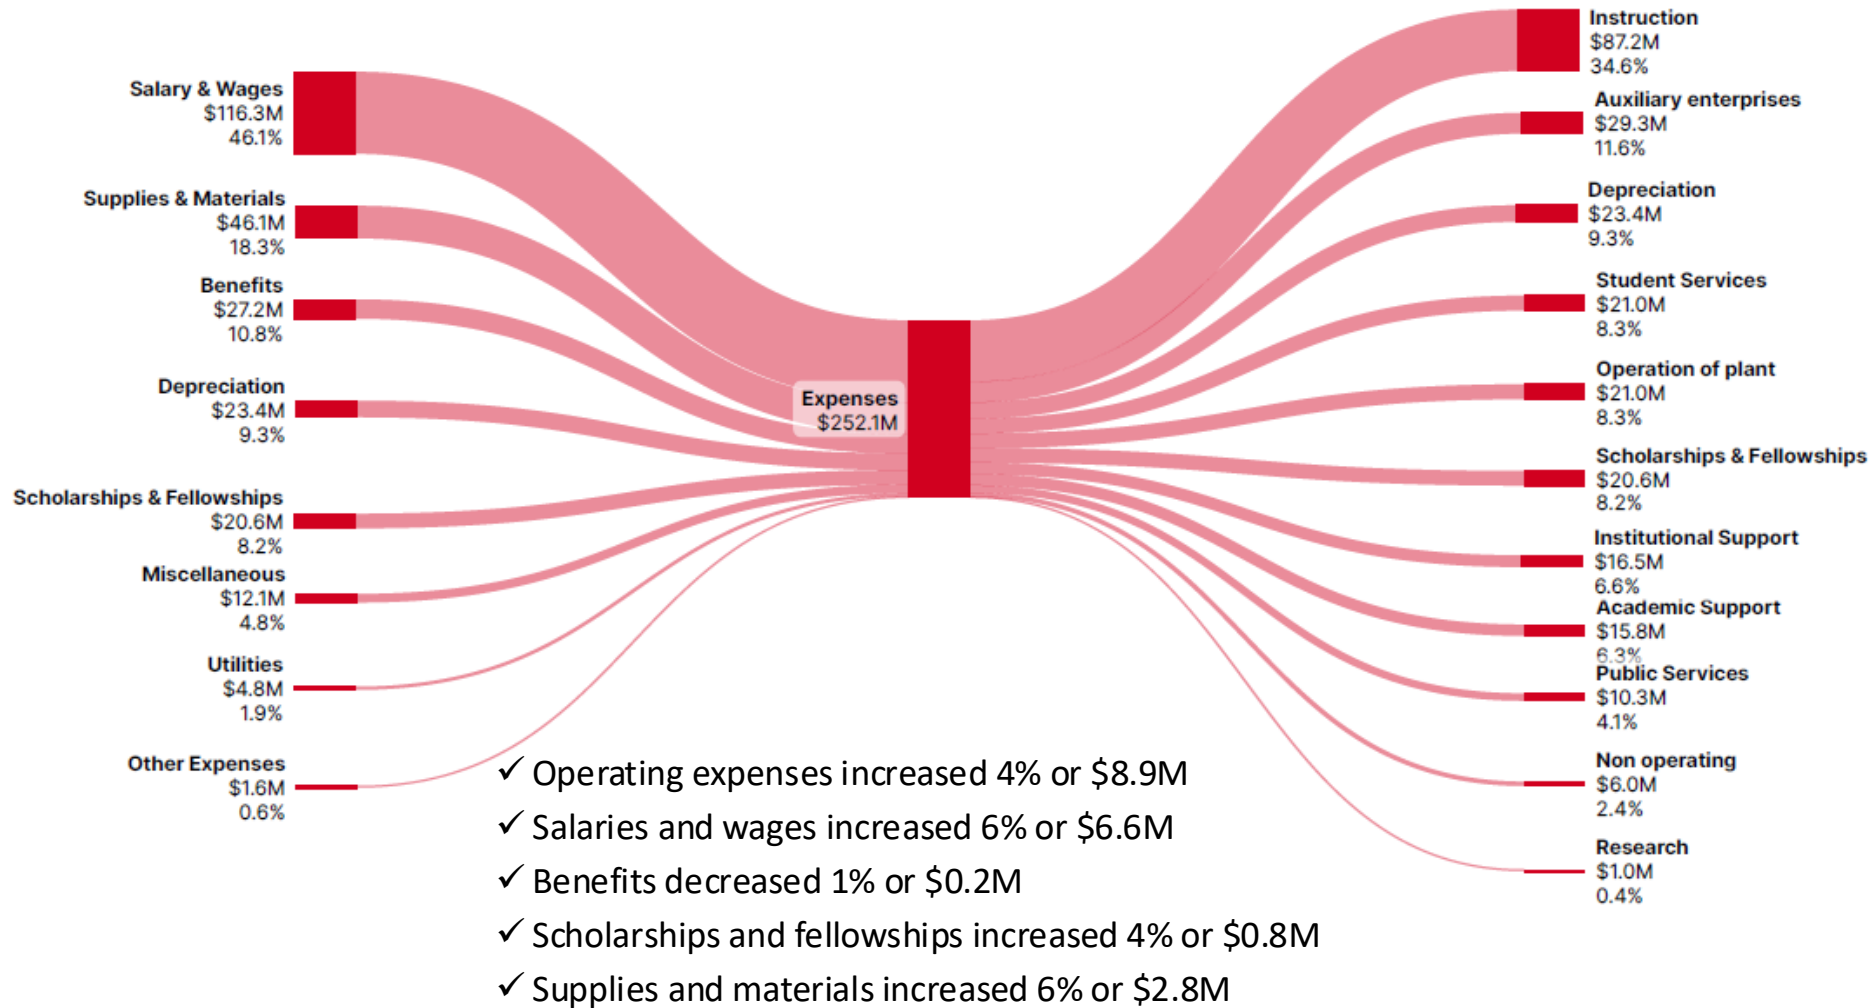 Salary & Wages
$116.3M
46.1%
Supplies & Materials
$46.1M
18.3%
Benefits
$27.2M
10.8%
Depreciation
$23.4M
9.3%
Scholarships & Fellowships
$20.6M
8.2%
Miscellaneous
$12.1M
4.8%
Utilities
$4.8M
1.9%
Other Expenses
$1.6M
0.6%
Expenses
$252.1M
Instruction
$87.2M
34.6%
Auxiliary enterprises
$29.3M
11.6%
Depreciation
$23.4M
9.3%
Student Services
$21.0M
8.3%
Operation of plant
$21.0M
8.3%
Scholarships & Fellowships
$20.6M
8.2%
Institutional Support
$16.5M
6.6%
Academic Support
$15.8M
6.3%
Public Services
$10.3M
4.1%
Non operating
$6.0M
2.4%
Research
$1.0M
0.4%
✓ Operating expenses increased 4% or $8.9M
✓ Salaries and wages increased 6% or $6.6M
✓ Benefits decreased 1% or $0.2M
✓ Scholarships and fellowships increased 4% or $0.8M
✓ Supplies and materials increased 6% or $2.8M